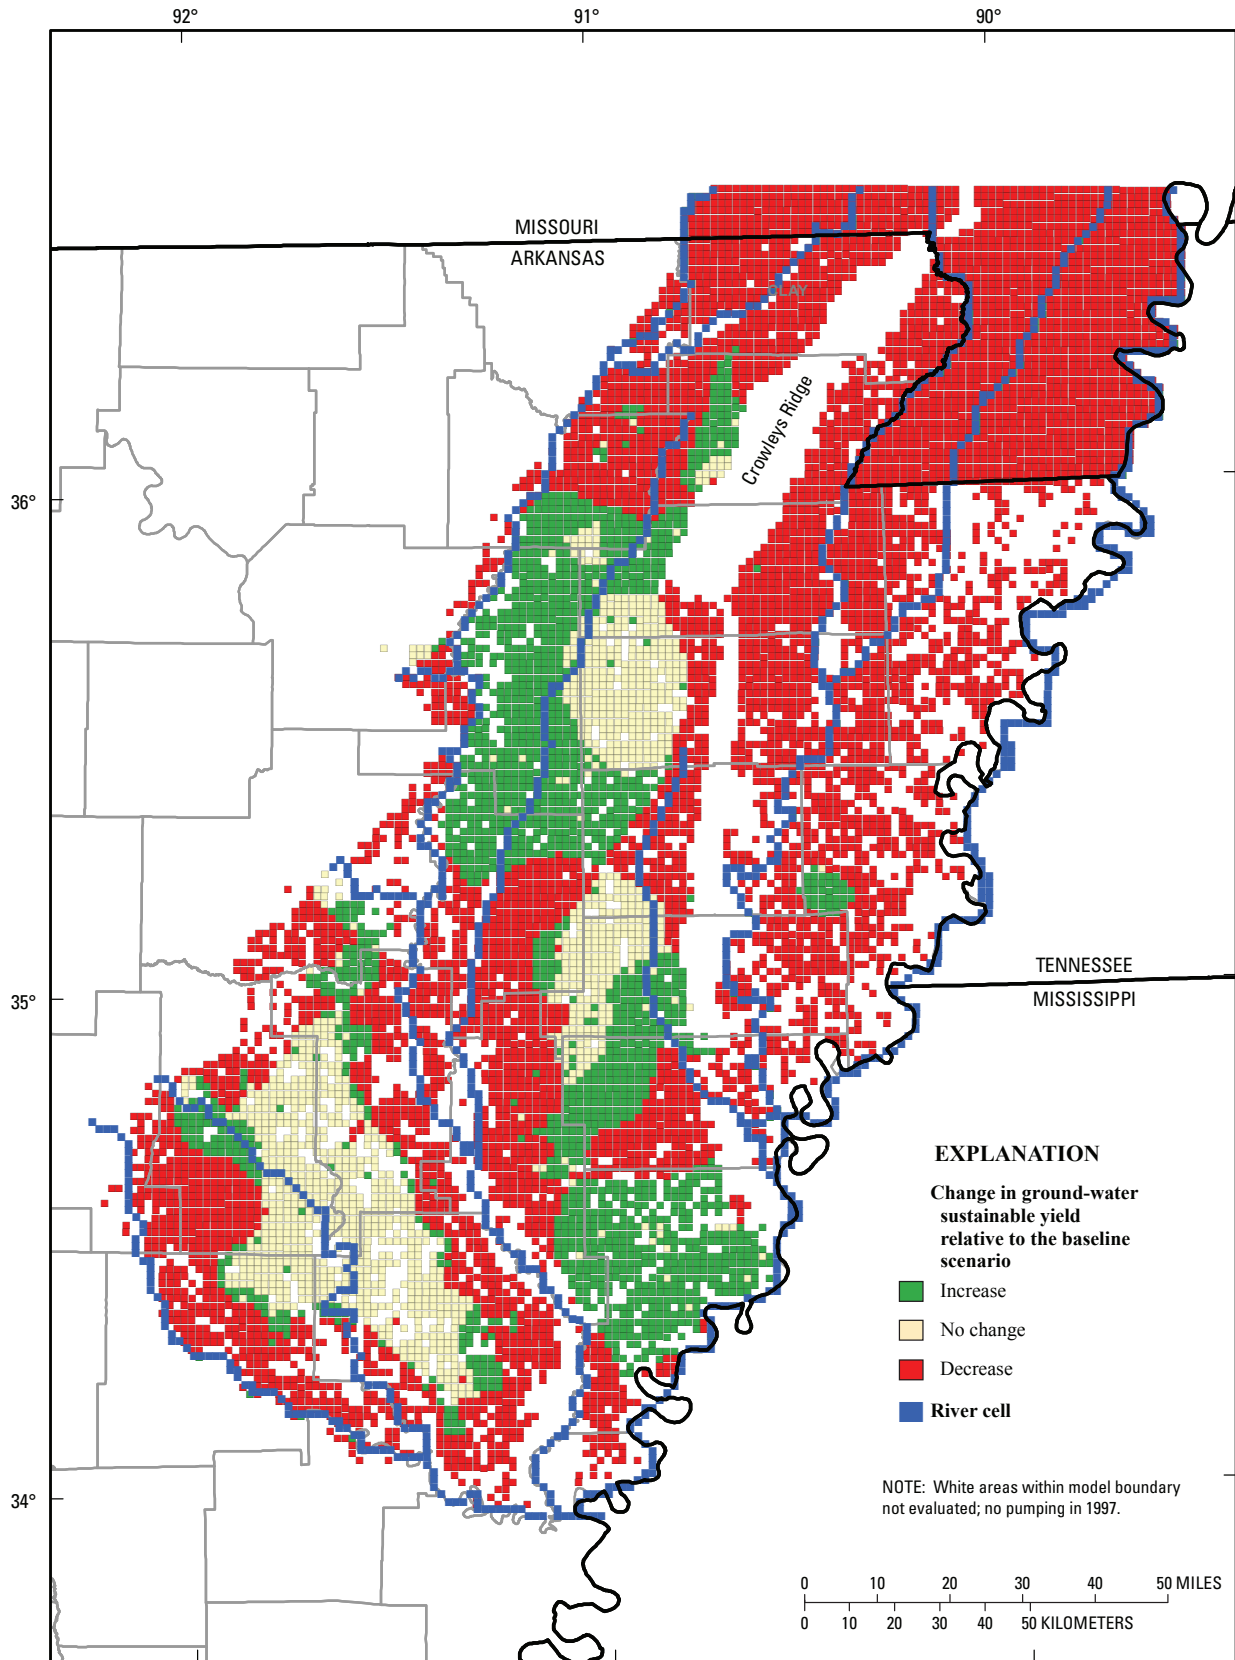 92°
91°
90°
MISSOURI
ARKANSAS
CLAY
Crowleys Ridge
36°
35°
TENNESSEE
MISSISSIPPI
EXPLANATION
Change in ground-water
sustainable yield
relative to the baseline
scenario
Increase
No change
Decrease
River cell
NOTE: White areas within model boundary
not evaluated; no pumping in 1997.
34°
0 10 20 30 40 50 MILES
0 10 20 30 40 50 KILOMETERS